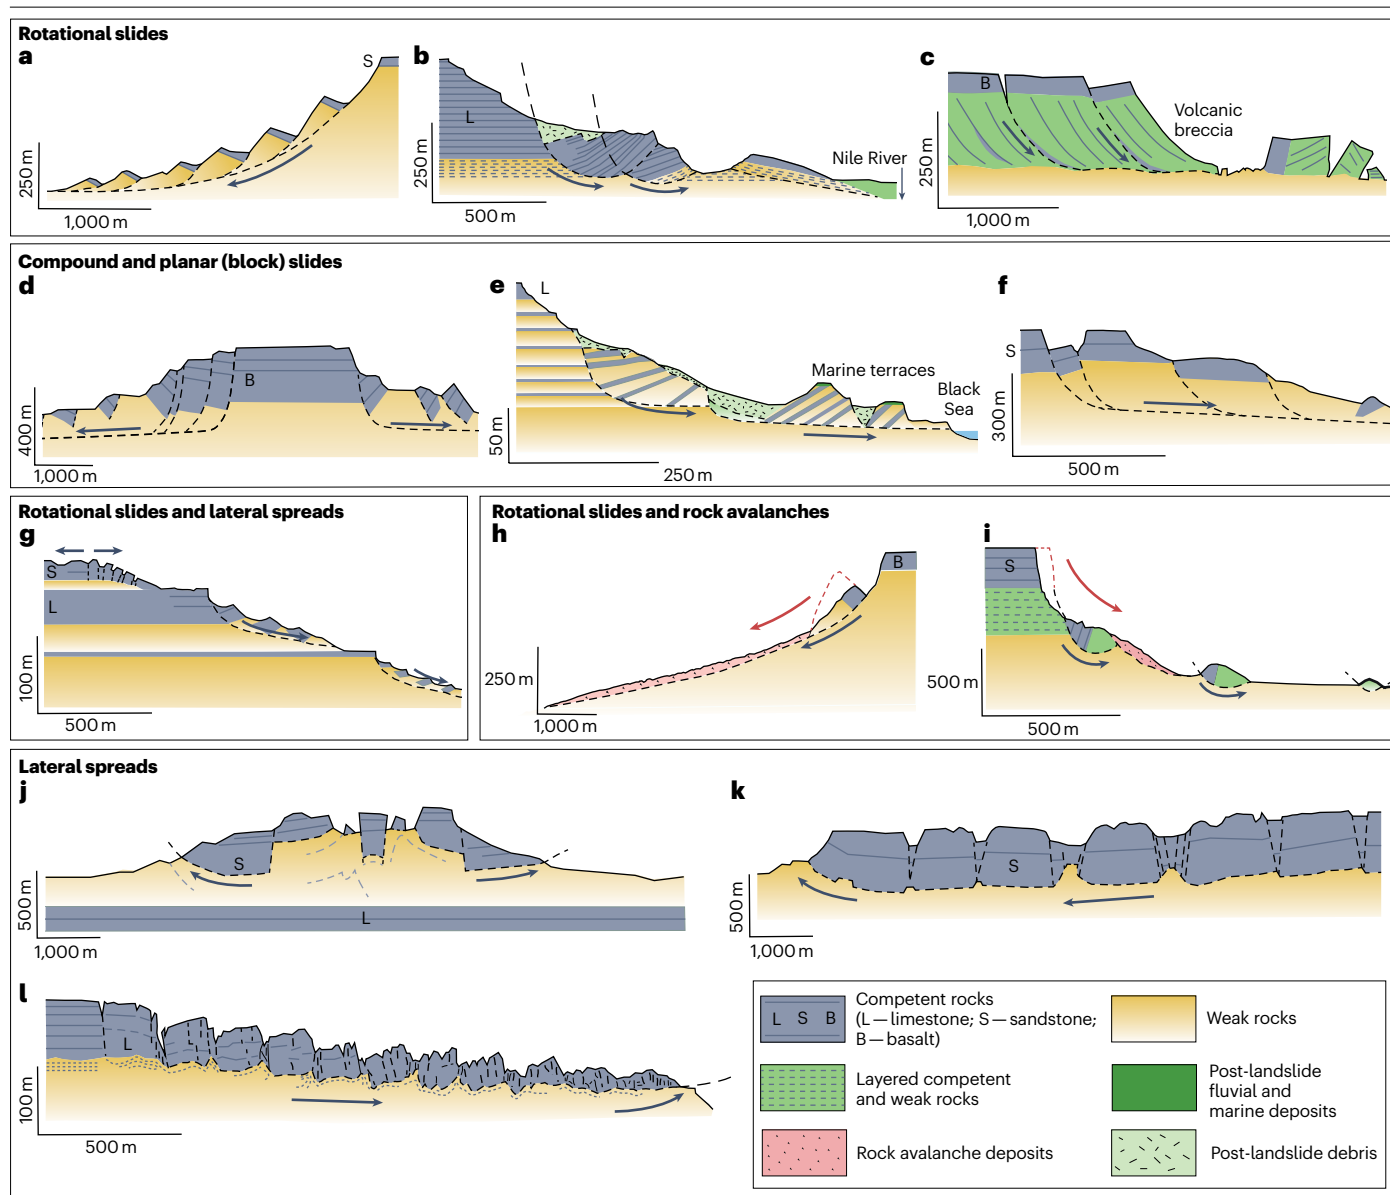 Rotational slides
a
S
250 m
1,000 m
b
L
250 m
500 m
Nile River
c
B
Volcanic
breccia
250 m
1,000 m
Compound and planar (block) slides
d
B
400 m
1,000 m
e
L
Marine terraces
Black
Sea
50 m
250 m
f
S
300 m
500 m
Rotational slides and lateral spreads
g
S
L
100 m
500 m
Rotational slides and rock avalanches
h
B
250 m
1,000 m
i
S
500 m
500 m
Lateral spreads
j
S
L
500 m
1,000 m
k
S
500 m
1,000 m
l
L
L
100 m
500 m
L S B
Competent rocks
(L — limestone; S — sandstone;
B — basalt)
Weak rocks
Layered competent
and weak rocks
Post-landslide
fluvial and
marine deposits
Rock avalanche deposits
Post-landslide debris